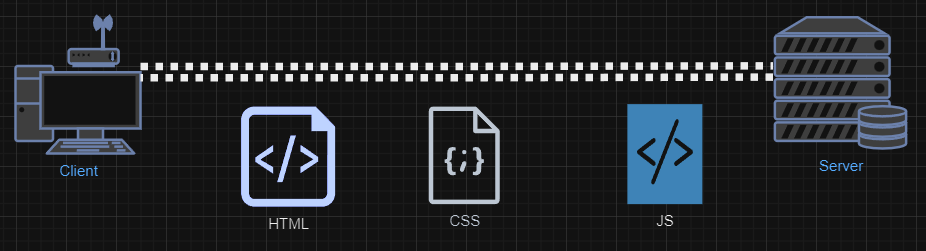 Client
</>
HTML
{;}
CSS
</>
JS
Server